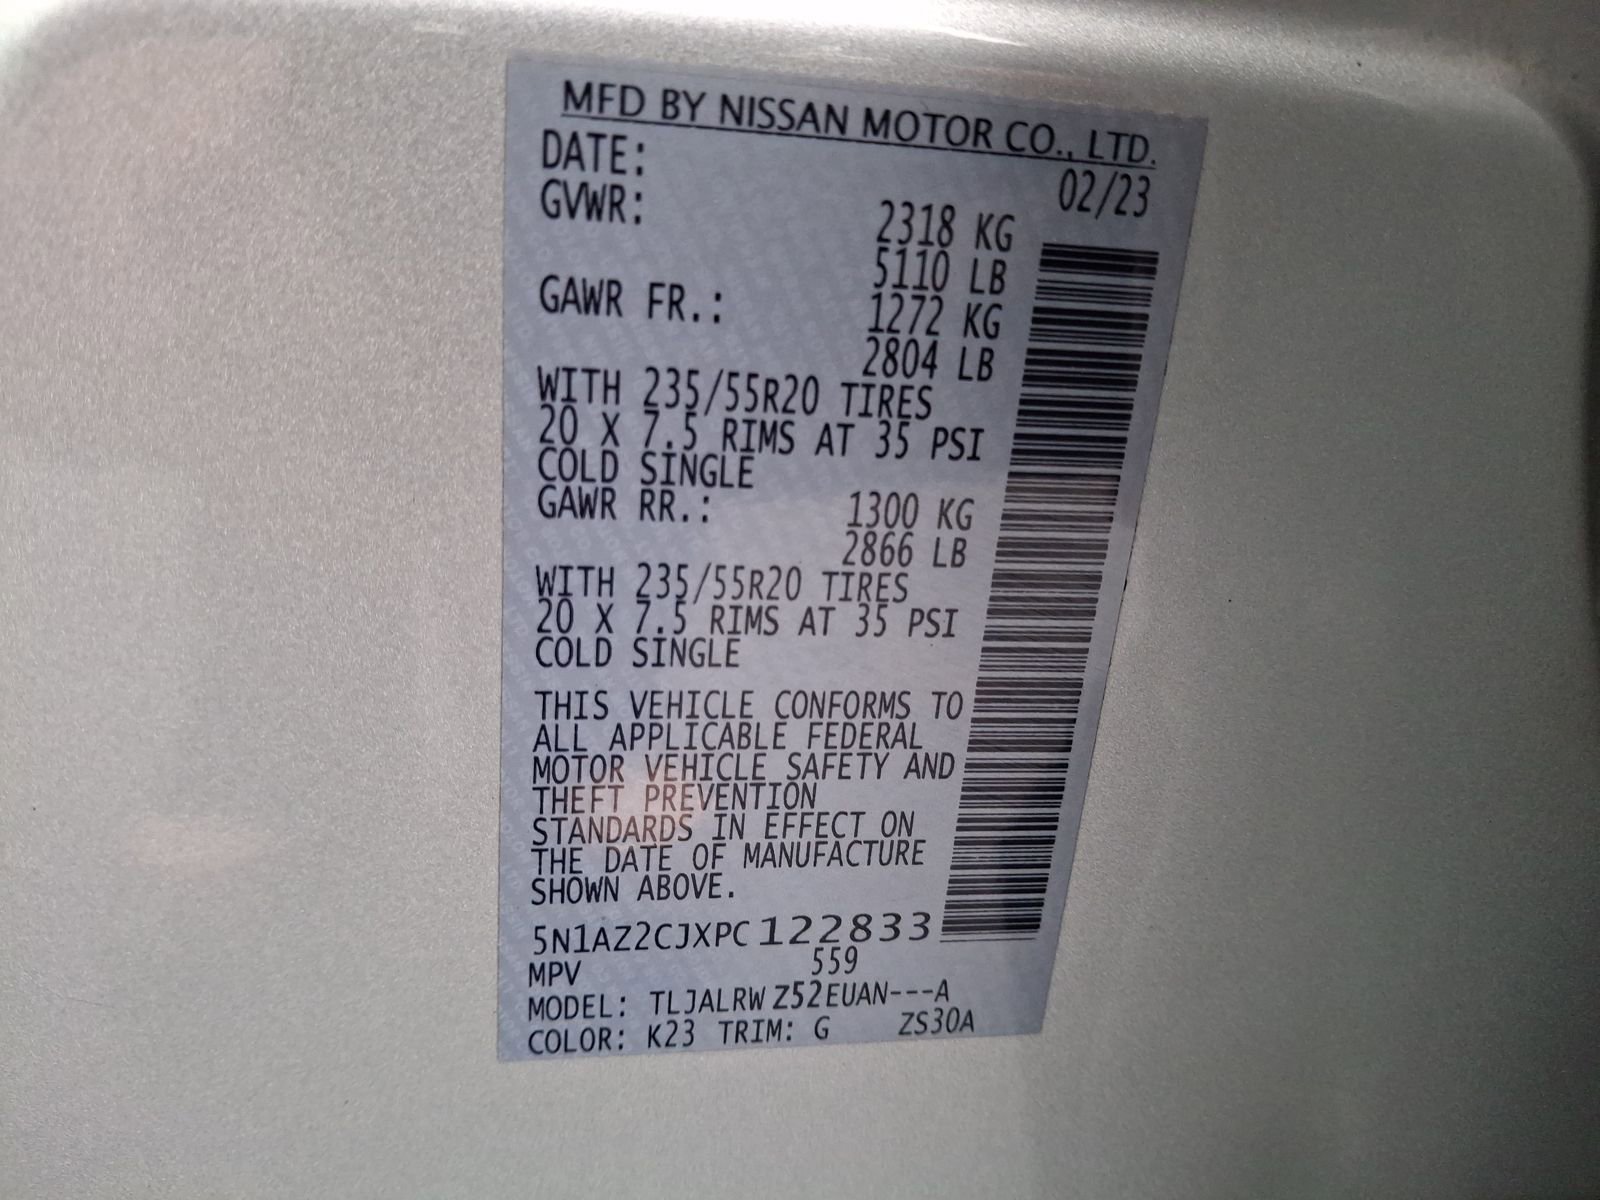 MFD BY NISSAN MOTOR CO., LTD.
DATE: 02/23
GVWR: 2318 KG
5110 LB
GAWR FR.: 1272 KG
2804 LB
WITH 235/55R20 TIRES
20 X 7.5 RIMS AT 35 PSI
COLD SINGLE
GAWR RR.: 1300 KG
2866 LB
WITH 235/55R20 TIRES
20 X 7.5 RIMS AT 35 PSI
COLD SINGLE
THIS VEHICLE CONFORMS TO
ALL APPLICABLE FEDERAL
MOTOR VEHICLE SAFETY AND
THEFT PREVENTION
STANDARDS IN EFFECT ON
THE DATE OF MANUFACTURE
SHOWN ABOVE.
5N1AZ2CJXPC122833
MPV 559
MODEL: TLJALRWZ52EUAN---A
COLOR: K23 TRIM: G ZS30A